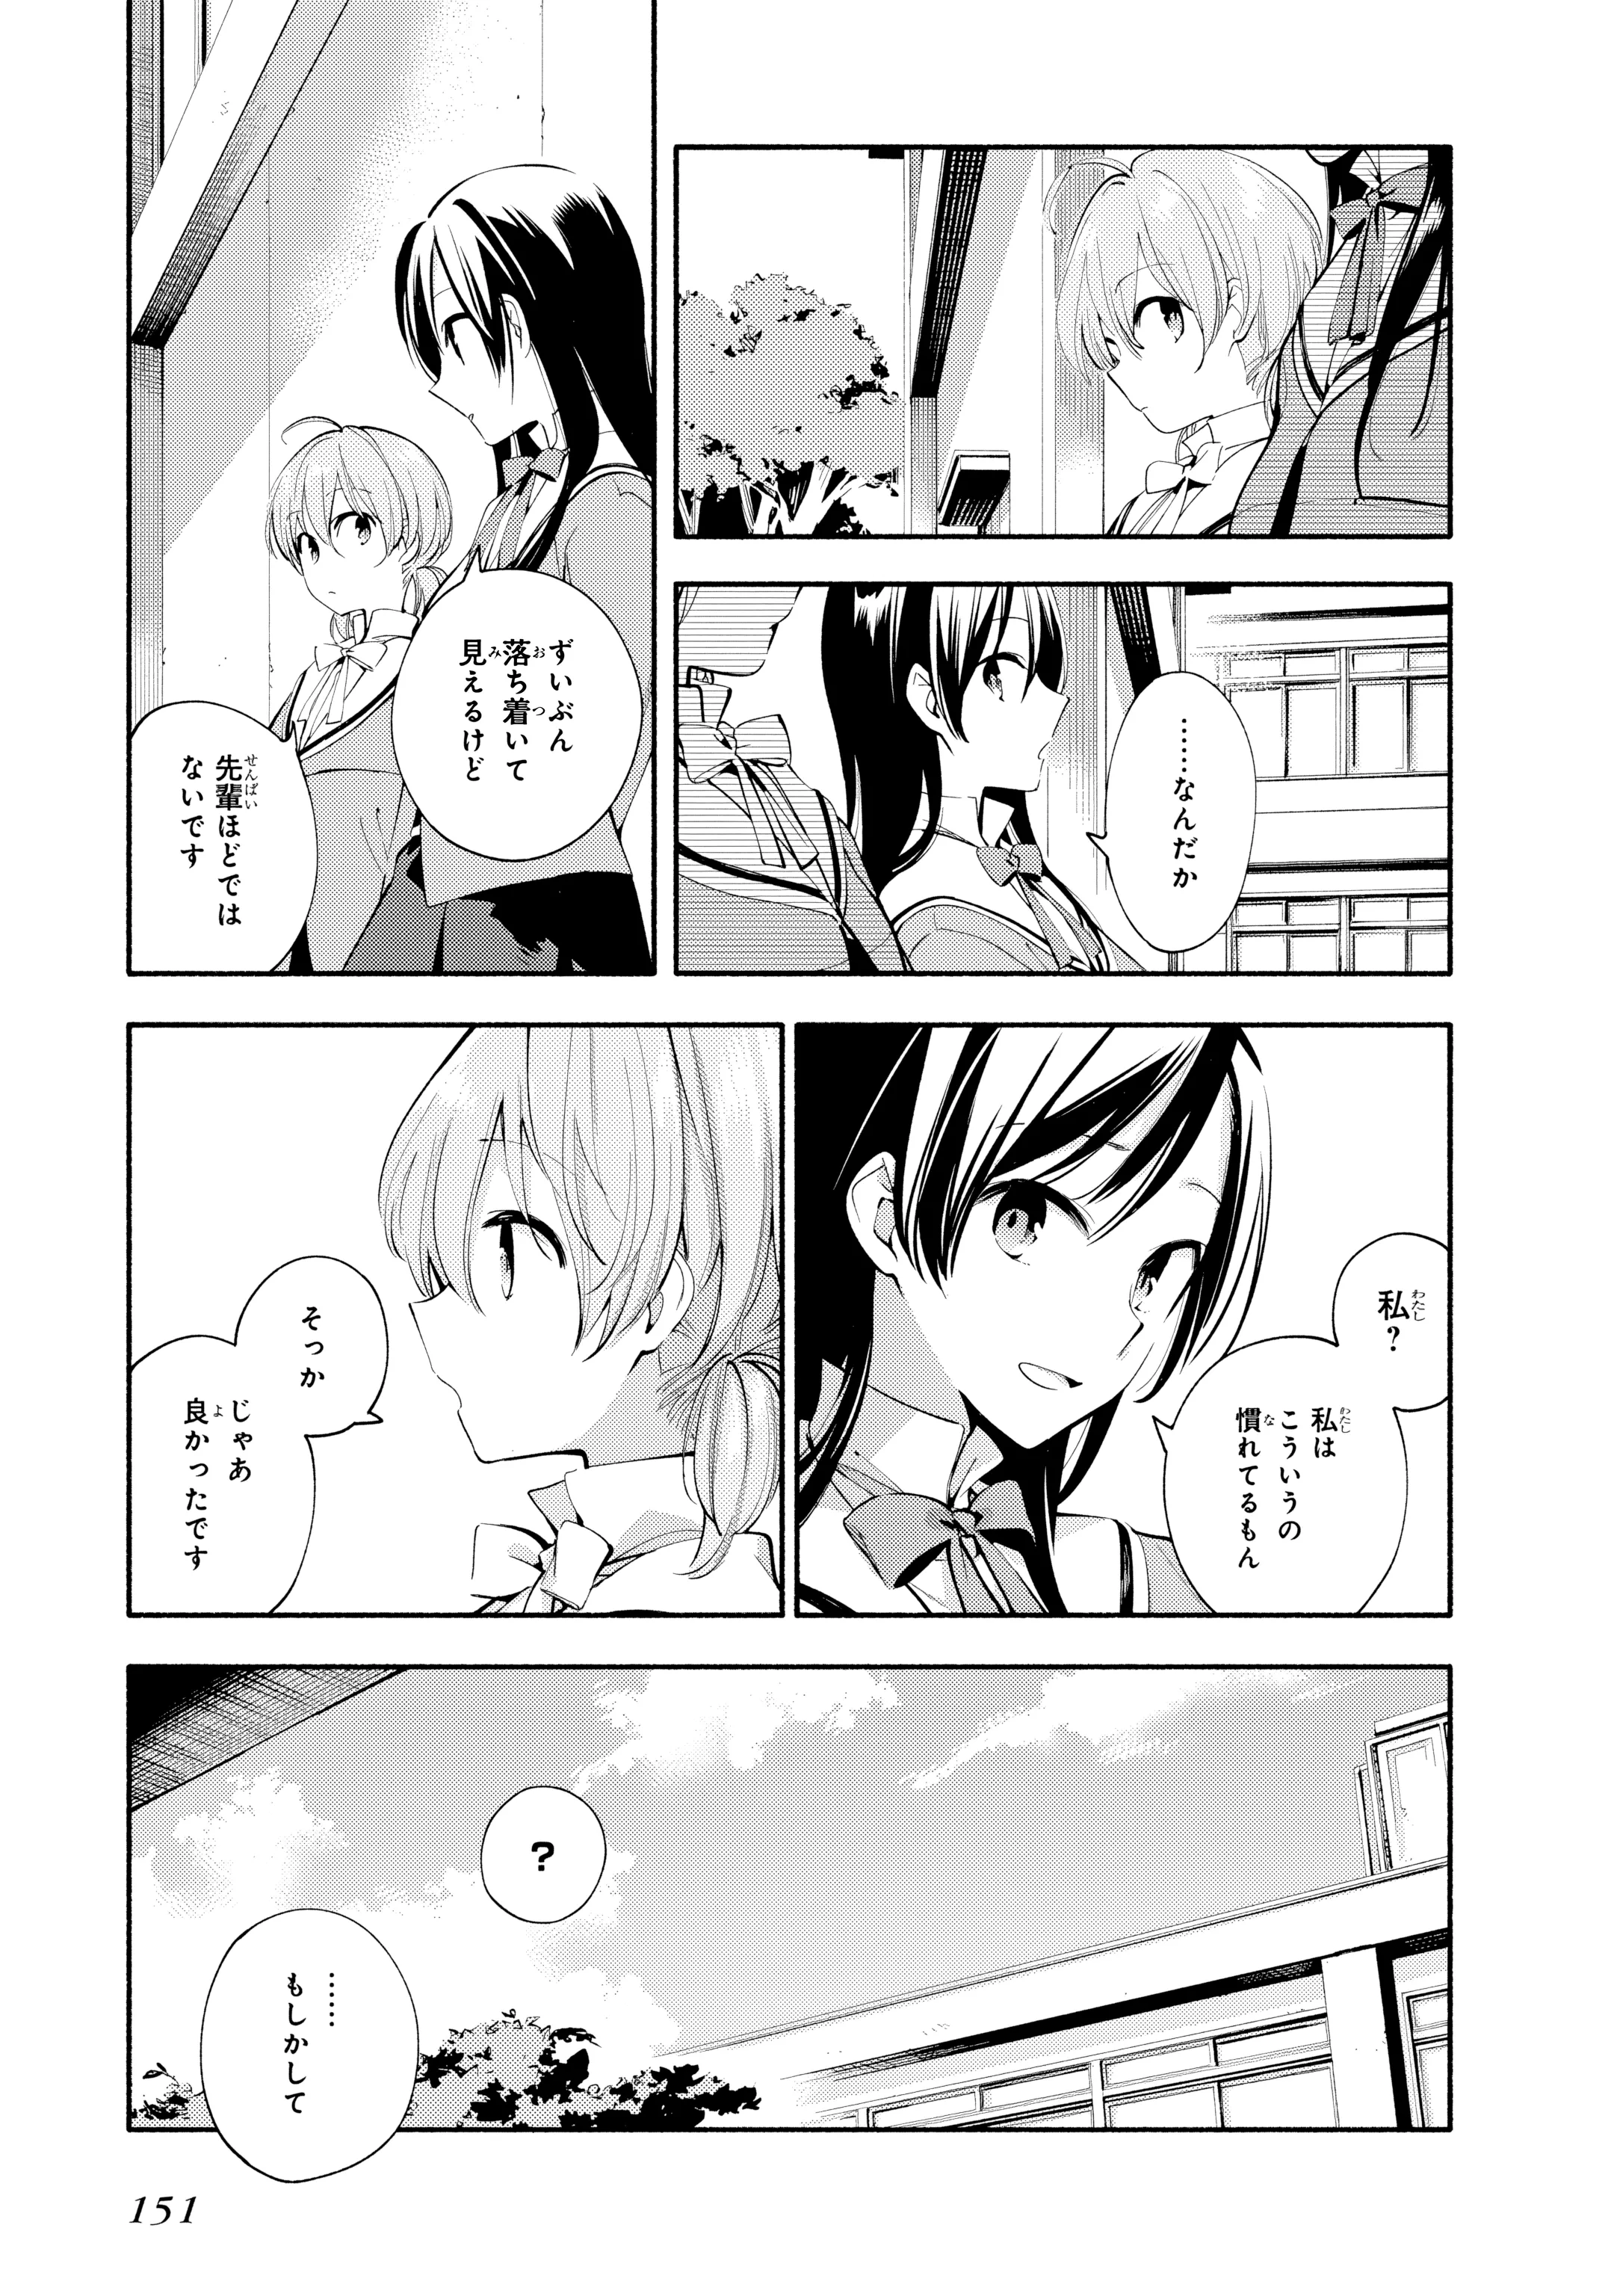 ……なんだか
ずいぶん
落ち着いて
見えるけど
先輩ほどでは
ないです
私?
私は
こういうの
慣れてるもん
そっか
じゃあ
良かったです
?
……
もしかして
151